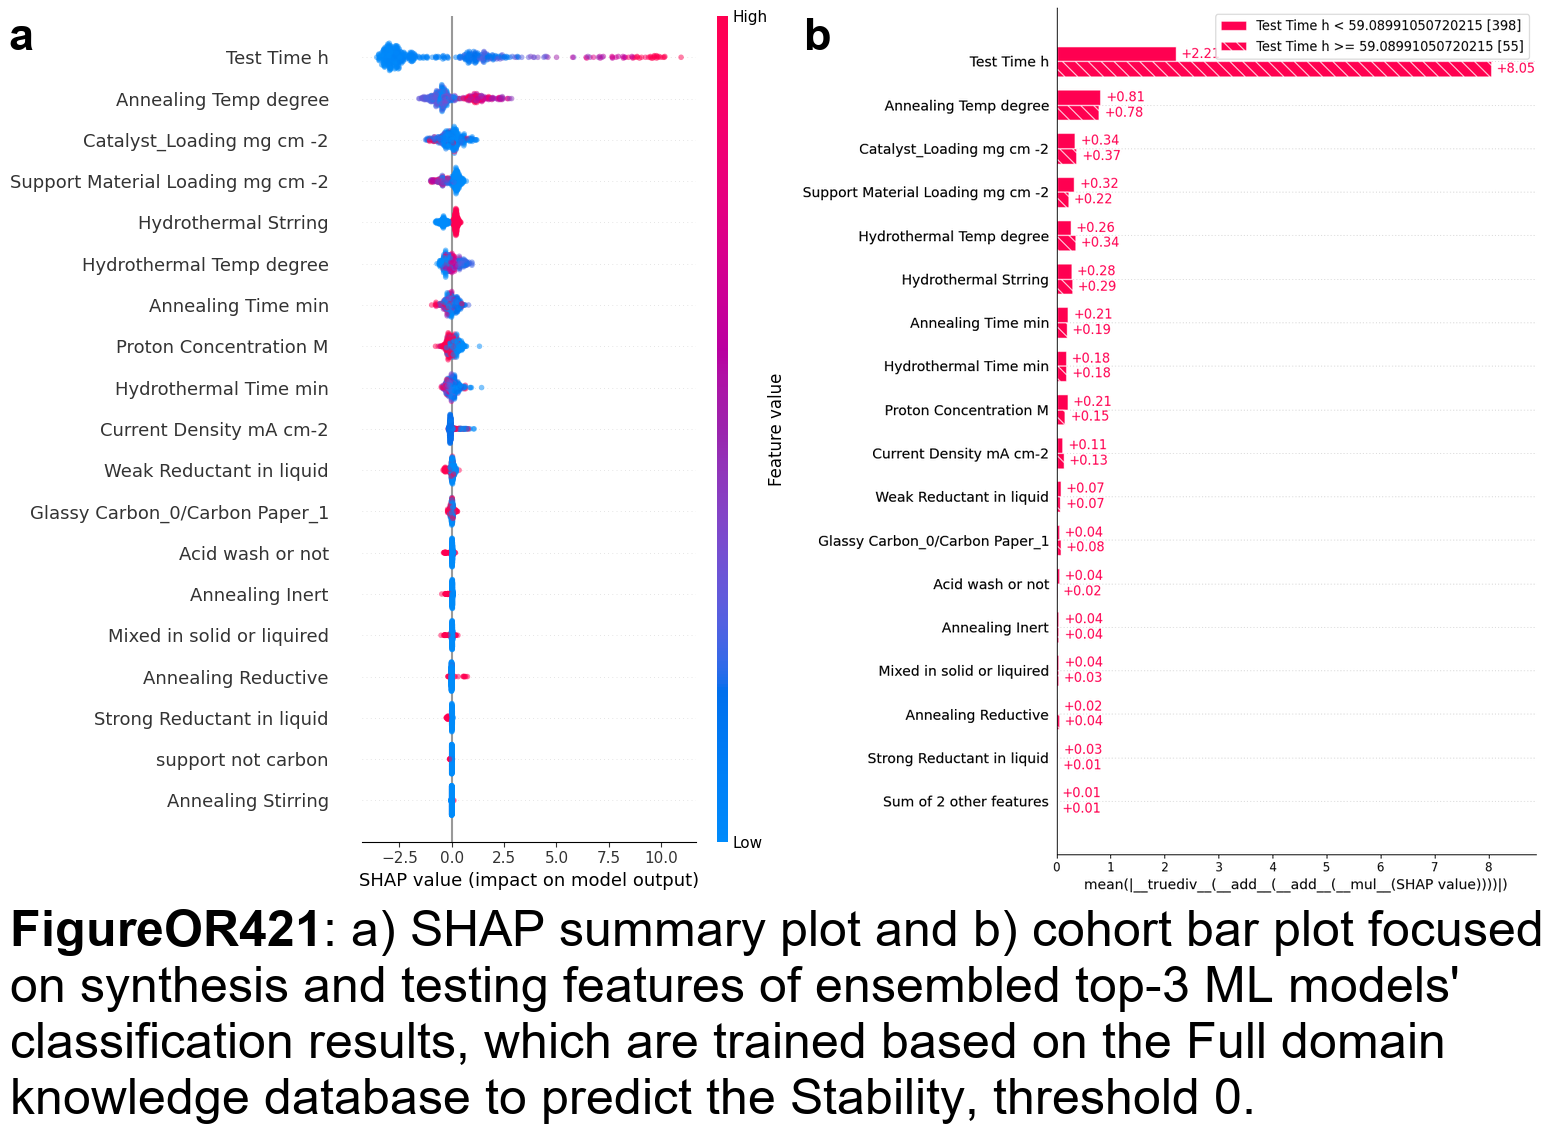 a
High
Test Time h
Annealing Temp degree
Catalyst_Loading mg cm -2
Support Material Loading mg cm -2
Hydrothermal Strring
Hydrothermal Temp degree
Annealing Time min
Proton Concentration M
Hydrothermal Time min
Current Density mA cm-2
Weak Reductant in liquid
Glassy Carbon_0/Carbon Paper_1
Acid wash or not
Annealing Inert
Mixed in solid or liquired
Annealing Reductive
Strong Reductant in liquid
support not carbon
Annealing Stirring
Feature value
Low
−2.5 0.0 2.5 5.0 7.5 10.0
SHAP value (impact on model output)
b
Test Time h < 59.08991050720215 [398]
Test Time h >= 59.08991050720215 [55]
Test Time h
+2.21
+8.05
Annealing Temp degree
+0.81
+0.78
Catalyst_Loading mg cm -2
+0.34
+0.37
Support Material Loading mg cm -2
+0.32
+0.22
Hydrothermal Temp degree
+0.26
+0.34
Hydrothermal Strring
+0.28
+0.29
Annealing Time min
+0.21
+0.19
Hydrothermal Time min
+0.18
+0.18
Proton Concentration M
+0.21
+0.15
Current Density mA cm-2
+0.11
+0.13
Weak Reductant in liquid
+0.07
+0.07
Glassy Carbon_0/Carbon Paper_1
+0.04
+0.08
Acid wash or not
+0.04
+0.02
Annealing Inert
+0.04
+0.04
Mixed in solid or liquired
+0.04
+0.03
Annealing Reductive
+0.02
+0.04
Strong Reductant in liquid
+0.03
+0.01
Sum of 2 other features
+0.01
+0.01
0 1 2 3 4 5 6 7 8
mean(|__truediv__(__add__(__add__(__mul__(SHAP value))))|)
FigureOR421: a) SHAP summary plot and b) cohort bar plot focused
on synthesis and testing features of ensembled top-3 ML models'
classification results, which are trained based on the Full domain
knowledge database to predict the Stability, threshold 0.